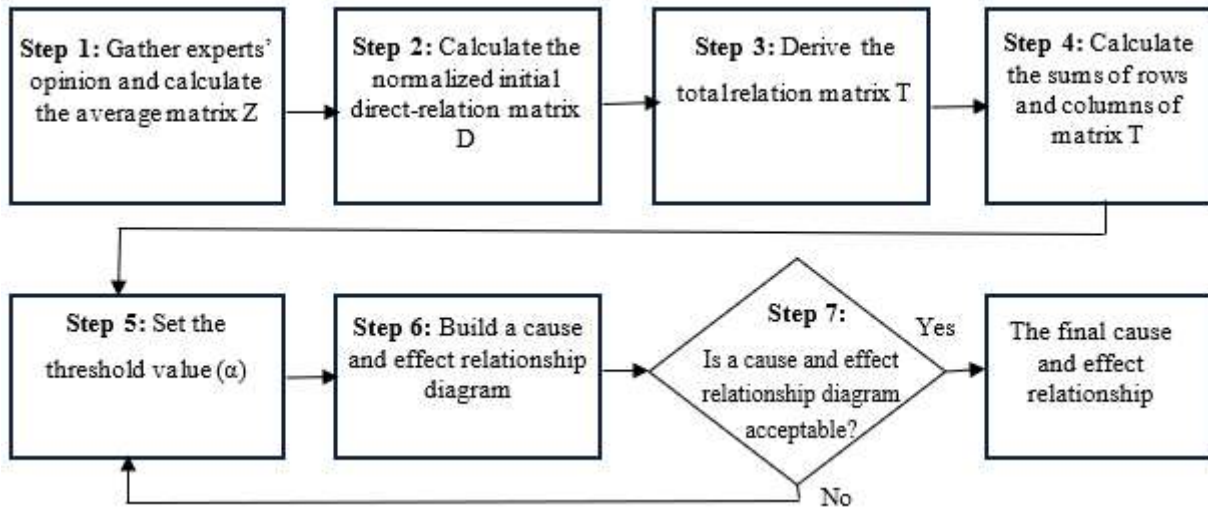 Step 1: Gather experts'
opinion and calculate
the average matrix Z
Step 2: Calculate the
normalized initial
direct-relation matrix
D
Step 3: Derive the
total relation matrix T
Step 4: Calculate
the sums of rows
and columns of
matrix T
Step 5: Set the
threshold value (α)
Step 6: Build a cause
and effect relationship
diagram
Step 7:
Is a cause and effect
relationship diagram
acceptable?
Yes
No
The final cause
and effect
relationship